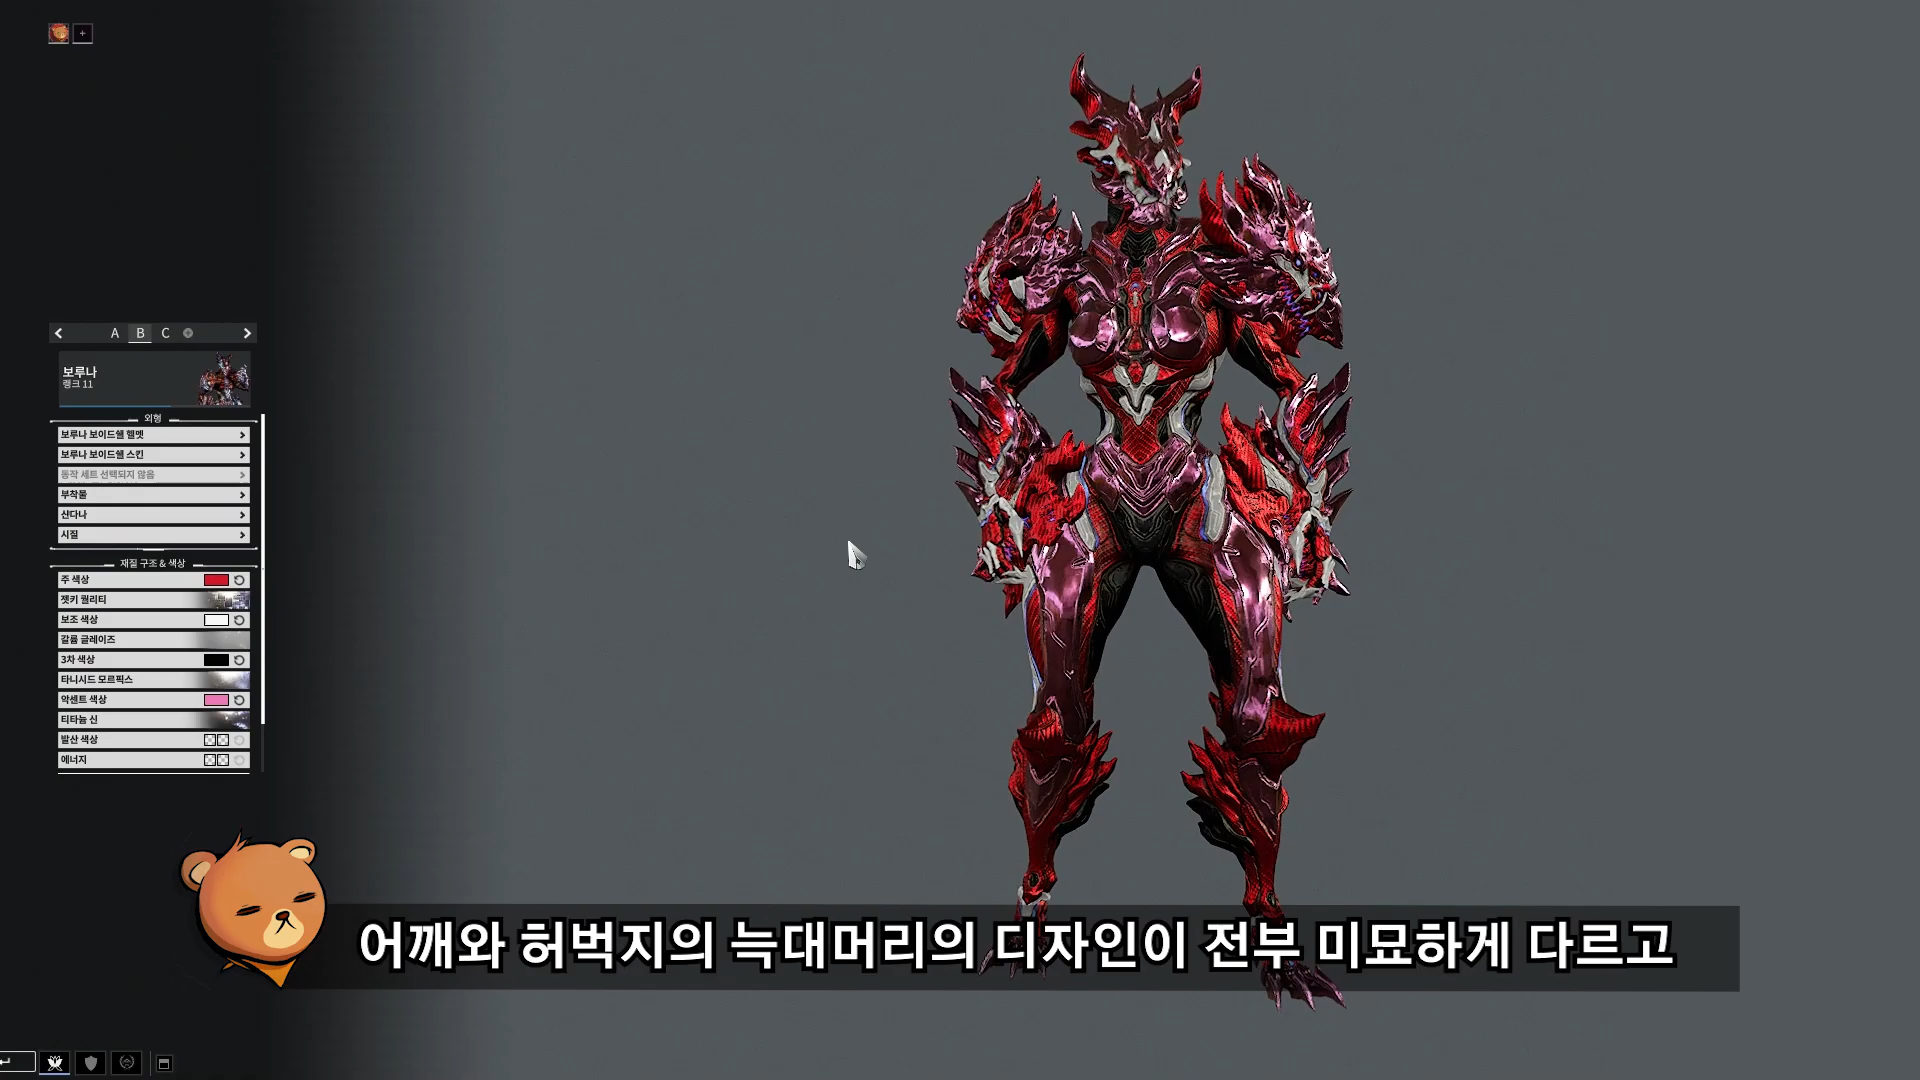 A B C
보루나
랭크 11
외형
보루나 보이드쉘 헬멧
보루나 보이드쉘 스킨
동작 세트 선택되지 않음
부착물
산다나
시질
재질 구조 & 색상
주 색상
젯키 퀄리티
보조 색상
갈륨 글레이즈
3차 색상
타니시드 모르픽스
악센트 색상
티타늄 신
발산 색상
에너지
어깨와 허벅지의 늑대머리의 디자인이 전부 미묘하게 다르고